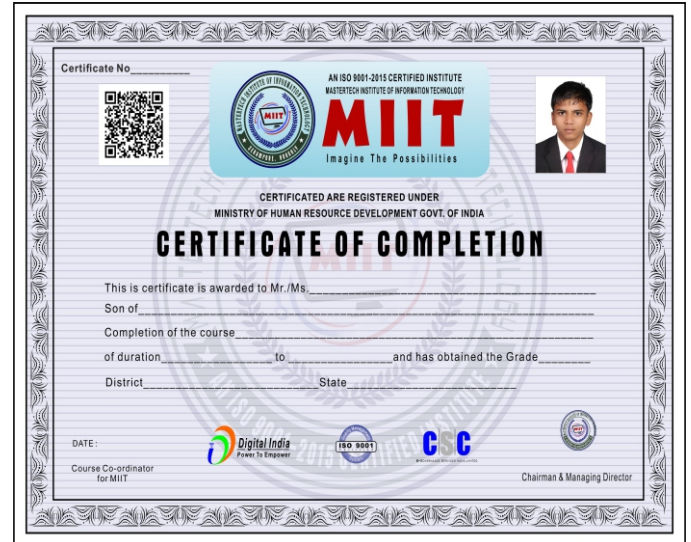 Certificate No__________
AN ISO 9001-2015 CERTIFIED INSTITUTE
MASTERTECH INSTITUTE OF INFORMATION TECHNOLOGY
MIIT
Imagine The Possibilities
MIIT
CERTIFICATED ARE REGISTERED UNDER
MINISTRY OF HUMAN RESOURCE DEVELOPMENT GOVT. OF INDIA
CERTIFICATE OF COMPLETION
This is certificate is awarded to Mr./Ms.
Son of
Completion of the course
of duration to and has obtained the Grade
District State
DATE :
Digital India
Power To Empower
ISO 9001
CSC
Course Co-ordinator
for MIIT
Chairman & Managing Director